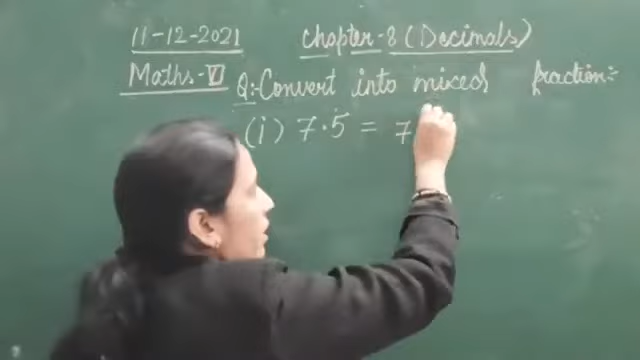 11-12-2021 Chapter-8 (Decimals)
Maths-VI Q:-Convert into mixed fraction:-
(i) 7.5 = 7